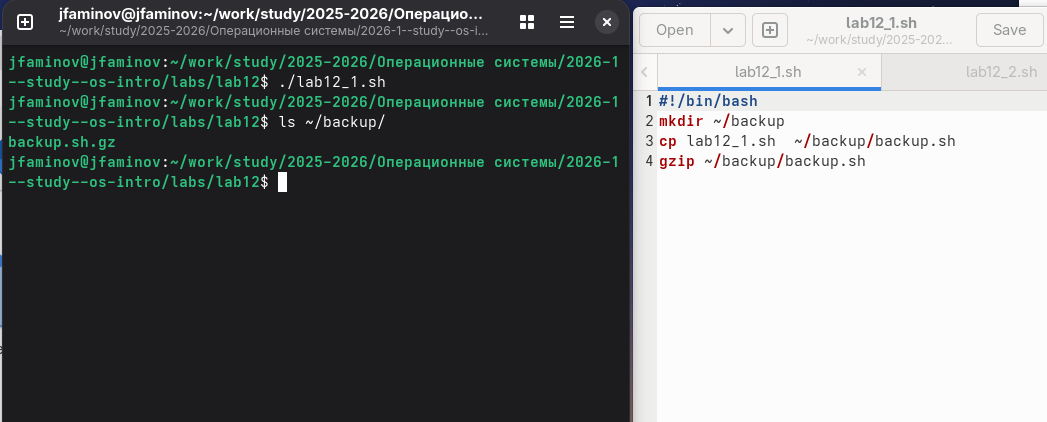 jfaminov@jfaminov:~/work/study/2025-2026/Операцио...
~/work/study/2025-2026/Операционные системы/2026-1--study--os-i...
jfaminov@jfaminov:~/work/study/2025-2026/Операционные системы/2026-1
--study--os-intro/labs/lab12$ ./lab12_1.sh
jfaminov@jfaminov:~/work/study/2025-2026/Операционные системы/2026-1
--study--os-intro/labs/lab12$ ls ~/backup/
backup.sh.gz
jfaminov@jfaminov:~/work/study/2025-2026/Операционные системы/2026-1
--study--os-intro/labs/lab12$
Open
lab12_1.sh
~/work/study/2025-202...
Save
lab12_1.sh
lab12_2.sh
1 #!/bin/bash
2 mkdir ~/backup
3 cp lab12_1.sh  ~/backup/backup.sh
4 gzip ~/backup/backup.sh